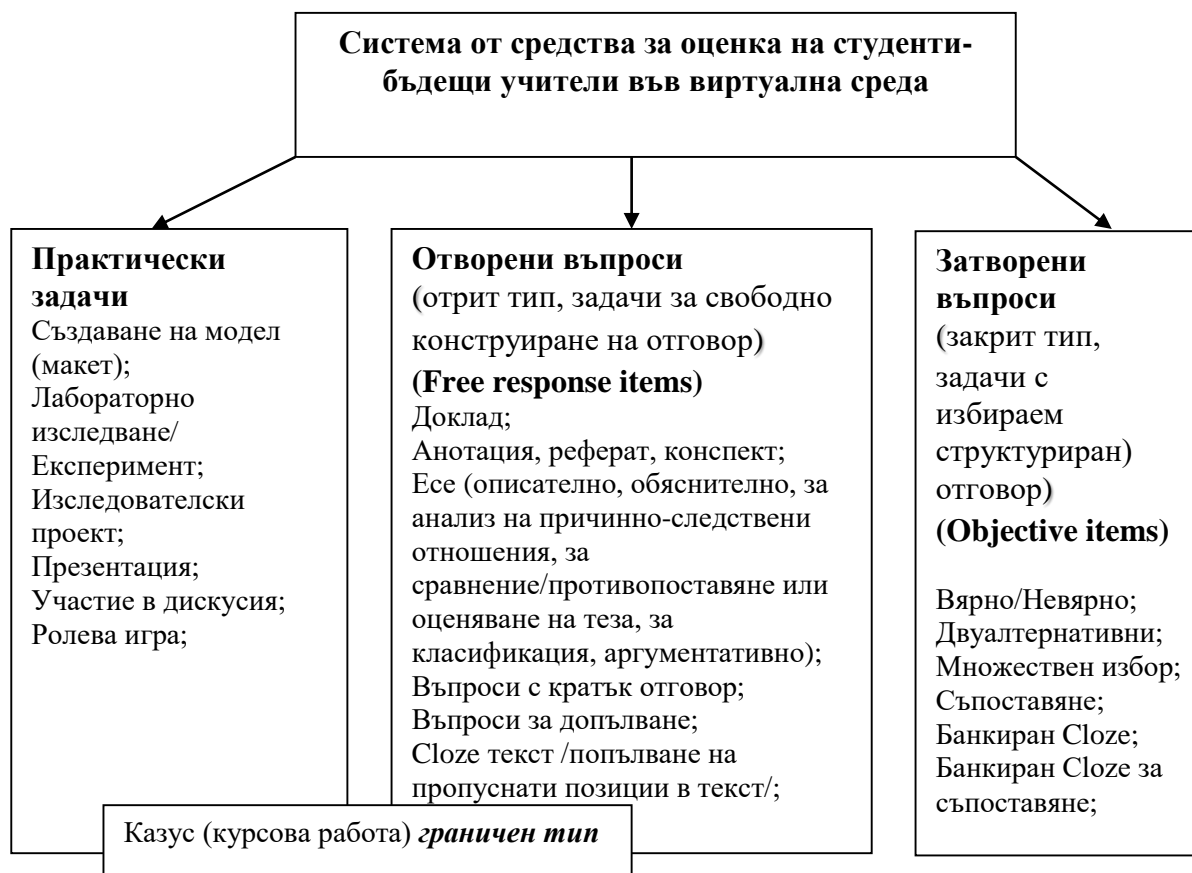 Система от средства за оценка на студенти-
бъдещи учители във виртуална среда
Практически
задачи
Създаване на модел
(макет);
Лабораторно
изследване/
Експеримент;
Изследователски
проект;
Презентация;
Участие в дискусия;
Ролева игра;
Отворени въпроси
(отрит тип, задачи за свободно
конструиране на отговор)
(Free response items)
Доклад;
Анотация, реферат, конспект;
Есе (описателно, обяснително, за
анализ на причинно-следствени
отношения, за
сравнение/противопоставяне или
оценяване на теза, за
класификация, аргументативно);
Въпроси с кратък отговор;
Въпроси за допълване;
Cloze текст /попълване на
пропуснати позиции в текст/;
Казус (курсова работа) граничен тип
Затворени
въпроси
(закрит тип,
задачи с
избираем
структуриран)
отговор)
(Objective items)
Вярно/Невярно;
Двуалтернативни;
Множествен избор;
Съпоставяне;
Банкиран Cloze;
Банкиран Cloze за
съпоставяне;